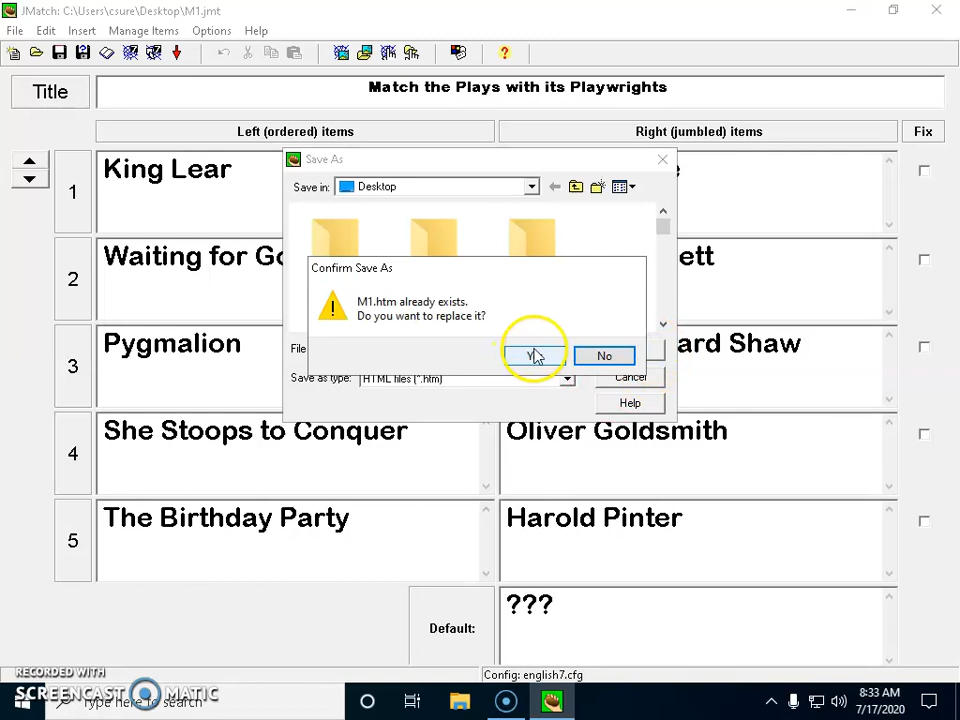 JMatch: C:\Users\csure\Desktop\M1.jmt
File Edit Insert Manage Items Options Help
Title
Match the Plays with its Playwrights
Left (ordered) items
Right (jumbled) items
Fix
1
King Lear
2
Waiting for Go
ett
3
Pygmalion
ard Shaw
4
She Stoops to Conquer
Oliver Goldsmith
5
The Birthday Party
Harold Pinter
Default:
???
Save As
Save in:
Desktop
Confirm Save As
M1.htm already exists.
Do you want to replace it?
No
File
Save as type:
HTML files (*.htm)
Cancel
Help
Config: english7.cfg
RECORDED WITH
SCREENCAST MATIC
Type here to search
8:33 AM
7/17/2020